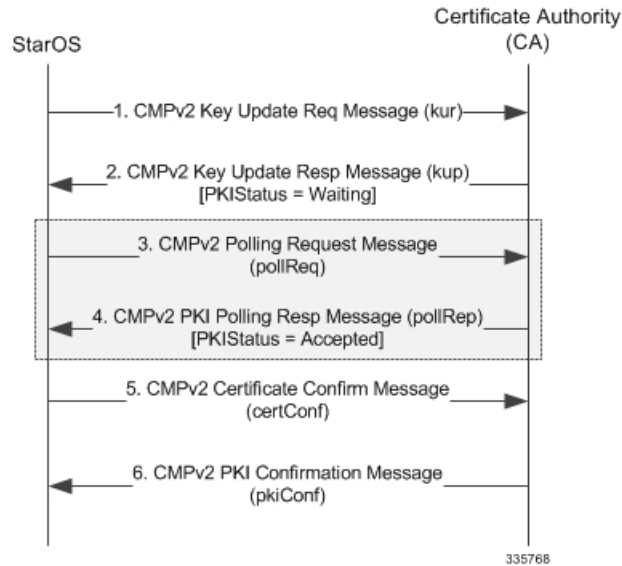 Certificate Authority
(CA)
StarOS
1. CMPv2 Key Update Req Message (kur)
2. CMPv2 Key Update Resp Message (kup)
[PKIStatus = Waiting]
3. CMPv2 Polling Request Message
(pollReq)
4. CMPv2 PKI Polling Resp Message (pollRep)
[PKIStatus = Accepted]
5. CMPv2 Certificate Confirm Message
(certConf)
6. CMPv2 PKI Confirmation Message
(pkiConf)
335768